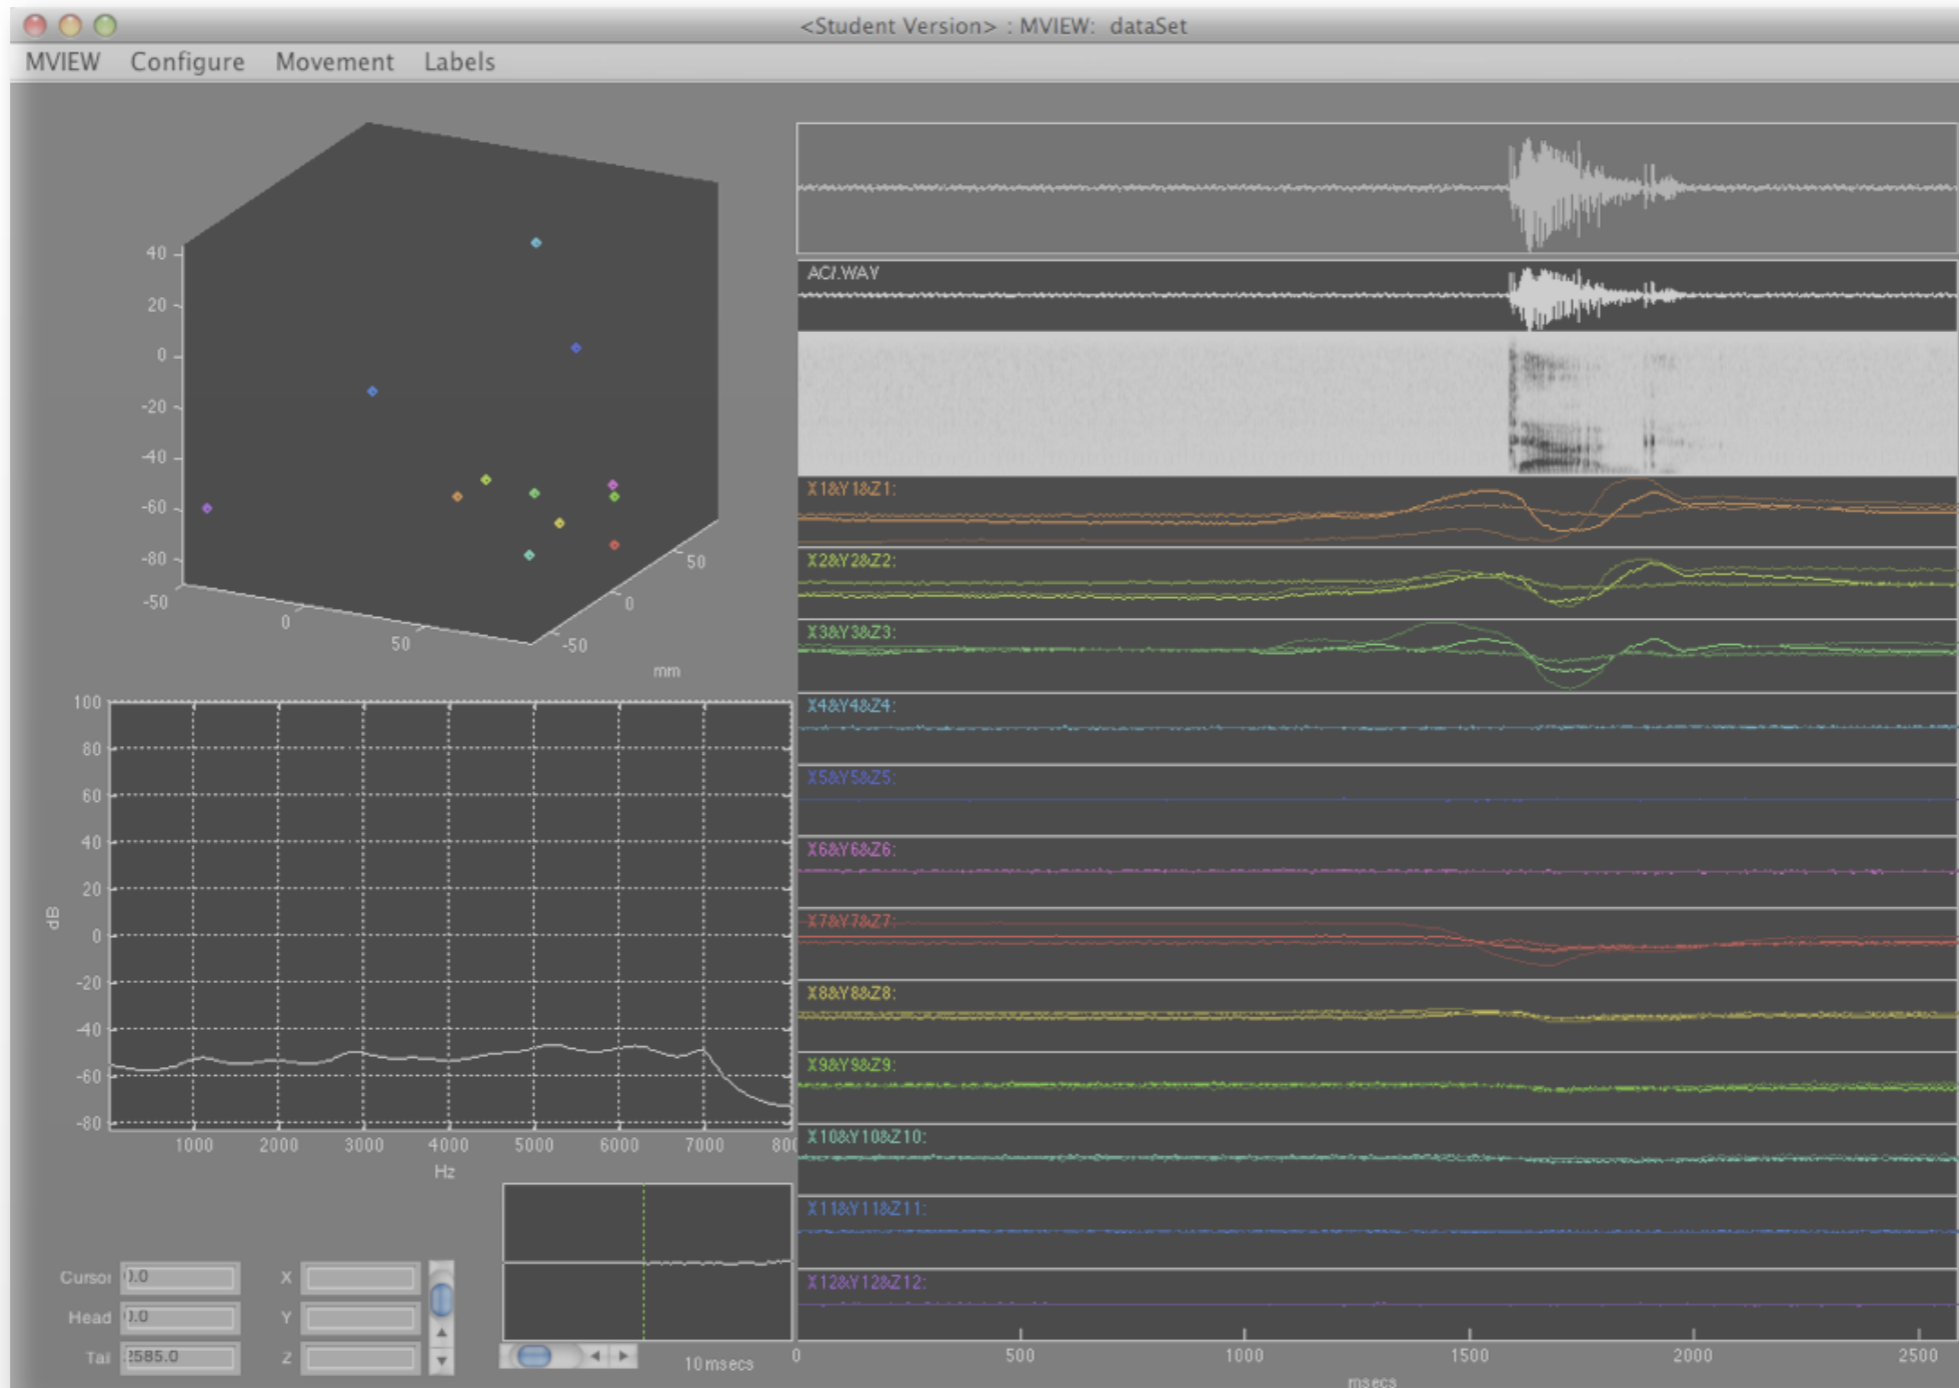 <Student Version> : MVIEW: dataSet
MVIEW Configure Movement Labels
40
20
0
-20
-40
-60
-80
-50
0
50
-50
0
50
mm
100
80
60
40
20
0
-20
-40
-60
-80
dB
1000 2000 3000 4000 5000 6000 7000 800
Hz
Cursor 0.0 X
Head 0.0 Y
Tail 2585.0 Z
10 msecs
X1&Y1&Z1:
X2&Y2&Z2:
X3&Y3&Z3:
X4&Y4&Z4:
X5&Y5&Z5:
X6&Y6&Z6:
X7&Y7&Z7:
X8&Y8&Z8:
X9&Y9&Z9:
X10&Y10&Z10:
X11&Y11&Z11:
X12&Y12&Z12:
0 500 1000 1500 2000 2500
msecs